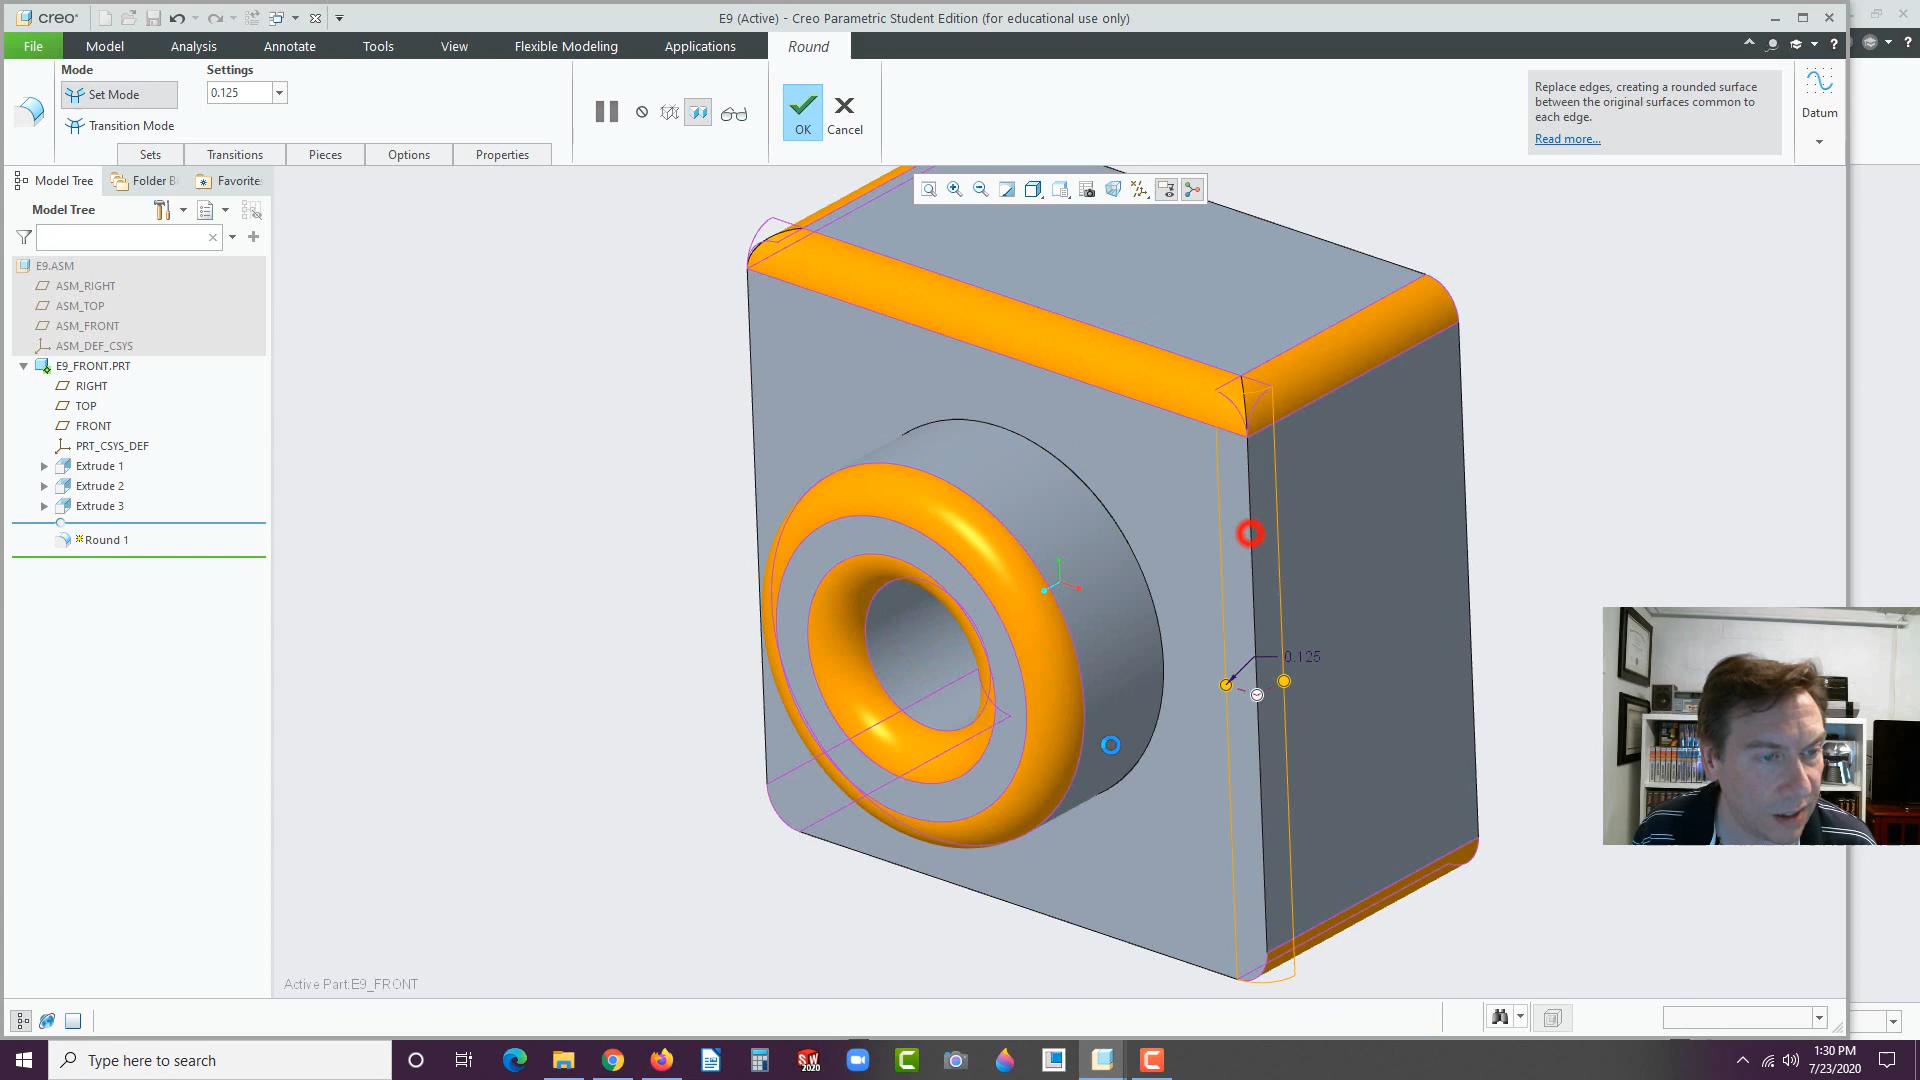 creo
E9 (Active) - Creo Parametric Student Edition (for educational use only)
File Model Analysis Annotate Tools View Flexible Modeling Applications Round
Mode
Set Mode
Transition Mode
Settings
0.125
OK
Cancel
Replace edges, creating a rounded surface
between the original surfaces common to
each edge.
Read more...
Datum
Sets Transitions Pieces Options Properties
Model Tree Folder B Favorite
Model Tree
E9.ASM
ASM_RIGHT
ASM_TOP
ASM_FRONT
ASM_DEF_CSYS
E9_FRONT.PRT
RIGHT
TOP
FRONT
PRT_CSYS_DEF
Extrude 1
Extrude 2
Extrude 3
Round 1
0.125
Active Part:E9_FRONT
Type here to search
SW
2020
1:30 PM
7/23/2020